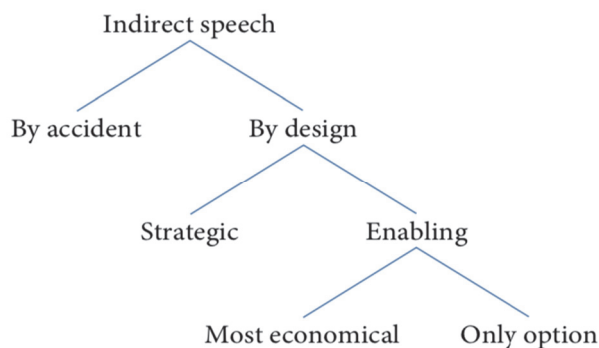 Indirect speech
By accident
By design
Strategic
Enabling
Most economical
Only option